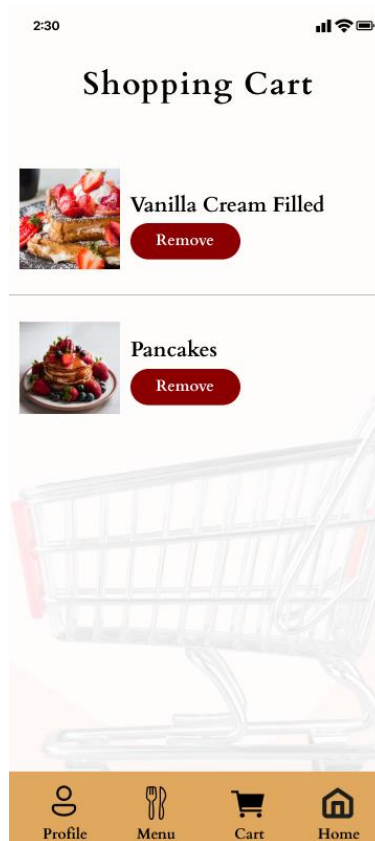 2:30
Shopping Cart
Vanilla Cream Filled
Remove
Pancakes
Remove
Profile Menu Cart Home